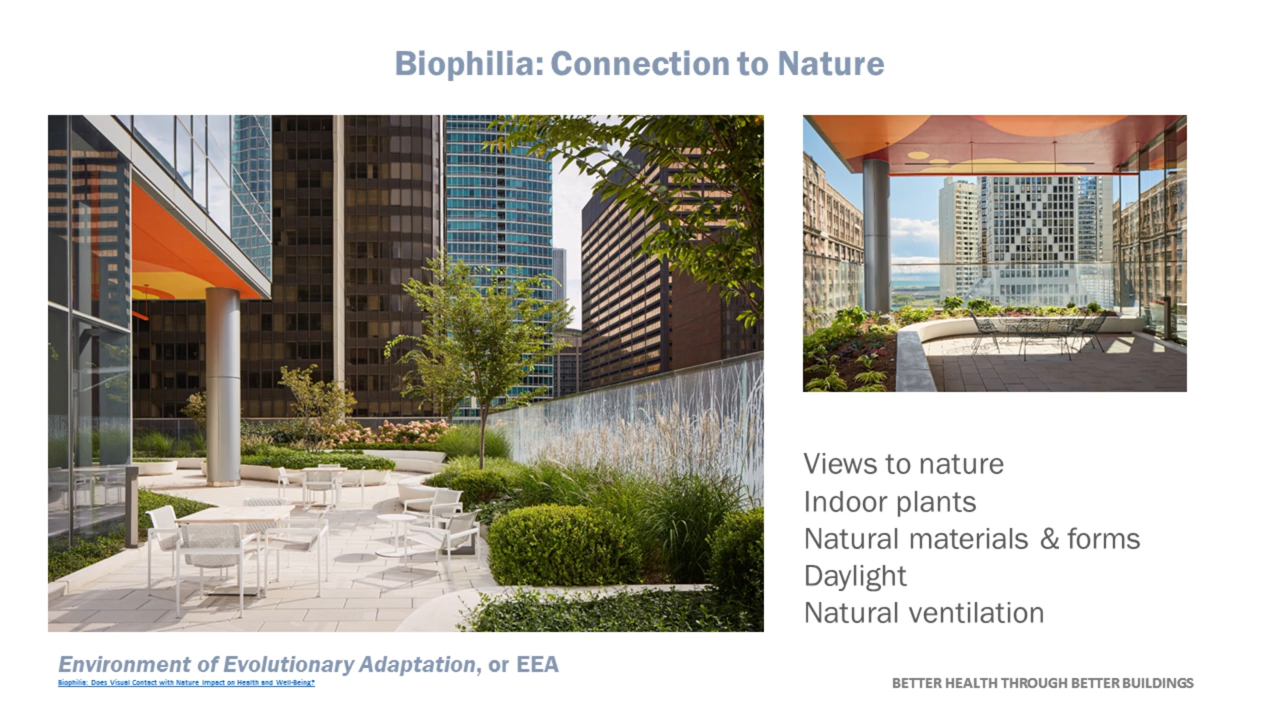 Biophilia: Connection to Nature
Views to nature
Indoor plants
Natural materials & forms
Daylight
Natural ventilation
Environment of Evolutionary Adaptation, or EEA
Biophilia: Does Visual Contact with Nature Impact on Health and Well-Being?
BETTER HEALTH THROUGH BETTER BUILDINGS